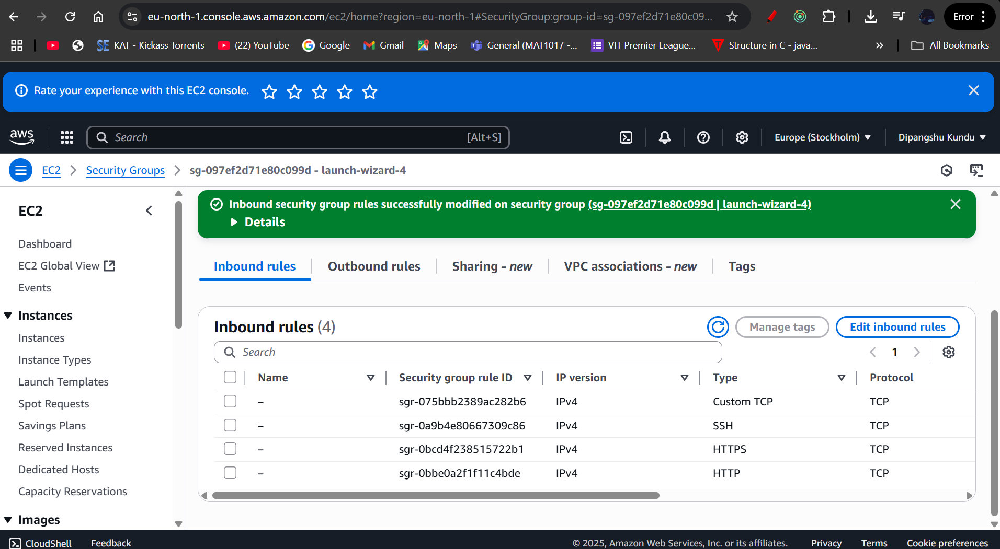 eu-north-1.console.aws.amazon.com/ec2/home?region=eu-north-1#SecurityGroup:group-id=sg-097ef2d71e80c09...
Error
KAT - Kickass Torrents
(22) YouTube
Google
Gmail
Maps
General (MAT1017 -...
VIT Premier League...
Structure in C - java...
All Bookmarks
Rate your experience with this EC2 console.
aws
Search
[Alt+S]
Europe (Stockholm)
Dipangshu Kundu
EC2
Security Groups
sg-097ef2d71e80c099d - launch-wizard-4
EC2
Dashboard
EC2 Global View
Events
Instances
Instances
Instance Types
Launch Templates
Spot Requests
Savings Plans
Reserved Instances
Dedicated Hosts
Capacity Reservations
Images
Inbound security group rules successfully modified on security group (sg-097ef2d71e80c099d | launch-wizard-4)
Details
Inbound rules
Outbound rules
Sharing - new
VPC associations - new
Tags
Inbound rules (4)
Manage tags
Edit inbound rules
Search
1
Name Security group rule ID IP version Type Protocol
– sgr-075bbb2389ac282b6 IPv4 Custom TCP TCP
– sgr-0a9b4e80667309c86 IPv4 SSH TCP
– sgr-0bcd4f238515722b1 IPv4 HTTPS TCP
– sgr-0bbe0a2f1f11c4bde IPv4 HTTP TCP
CloudShell
Feedback
© 2025, Amazon Web Services, Inc. or its affiliates.
Privacy
Terms
Cookie preferences